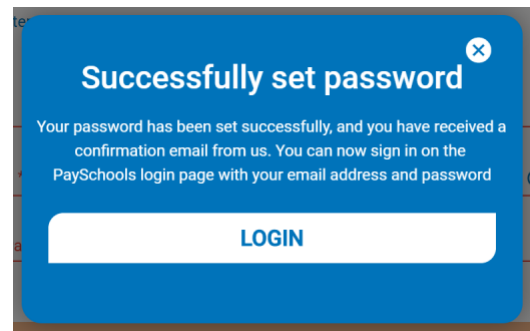 Successfully set password
Your password has been set successfully, and you have received a
confirmation email from us. You can now sign in on the
PaySchools login page with your email address and password
LOGIN